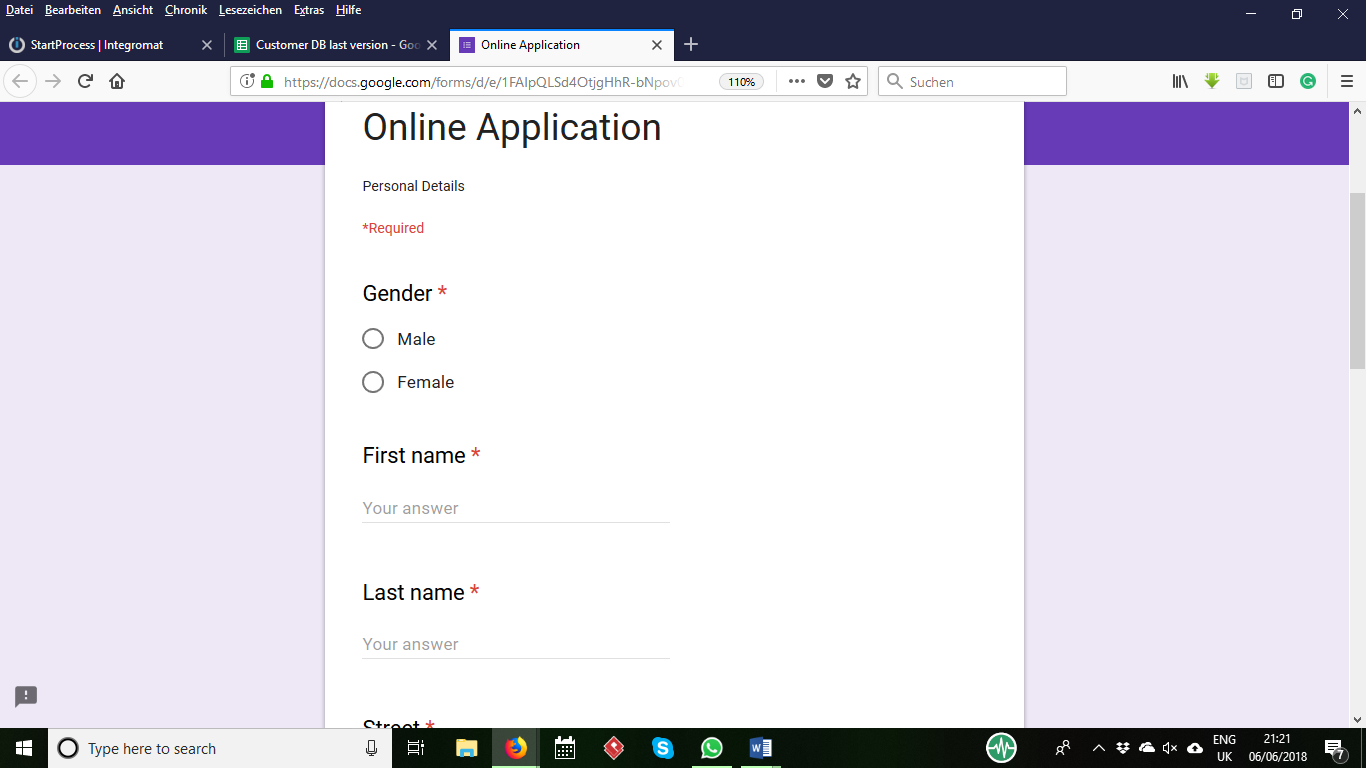 Datei Bearbeiten Ansicht Chronik Lesezeichen Extras Hilfe
StartProcess | Integromat
Customer DB last version - Goo
Online Application
https://docs.google.com/forms/d/e/1FAIpQLSd4OtjgHhR-bNpov
110%
Suchen
Online Application
Personal Details
*Required
Gender *
Male
Female
First name *
Your answer
Last name *
Your answer
Street *
Type here to search
ENG
UK
21:21
06/06/2018
7